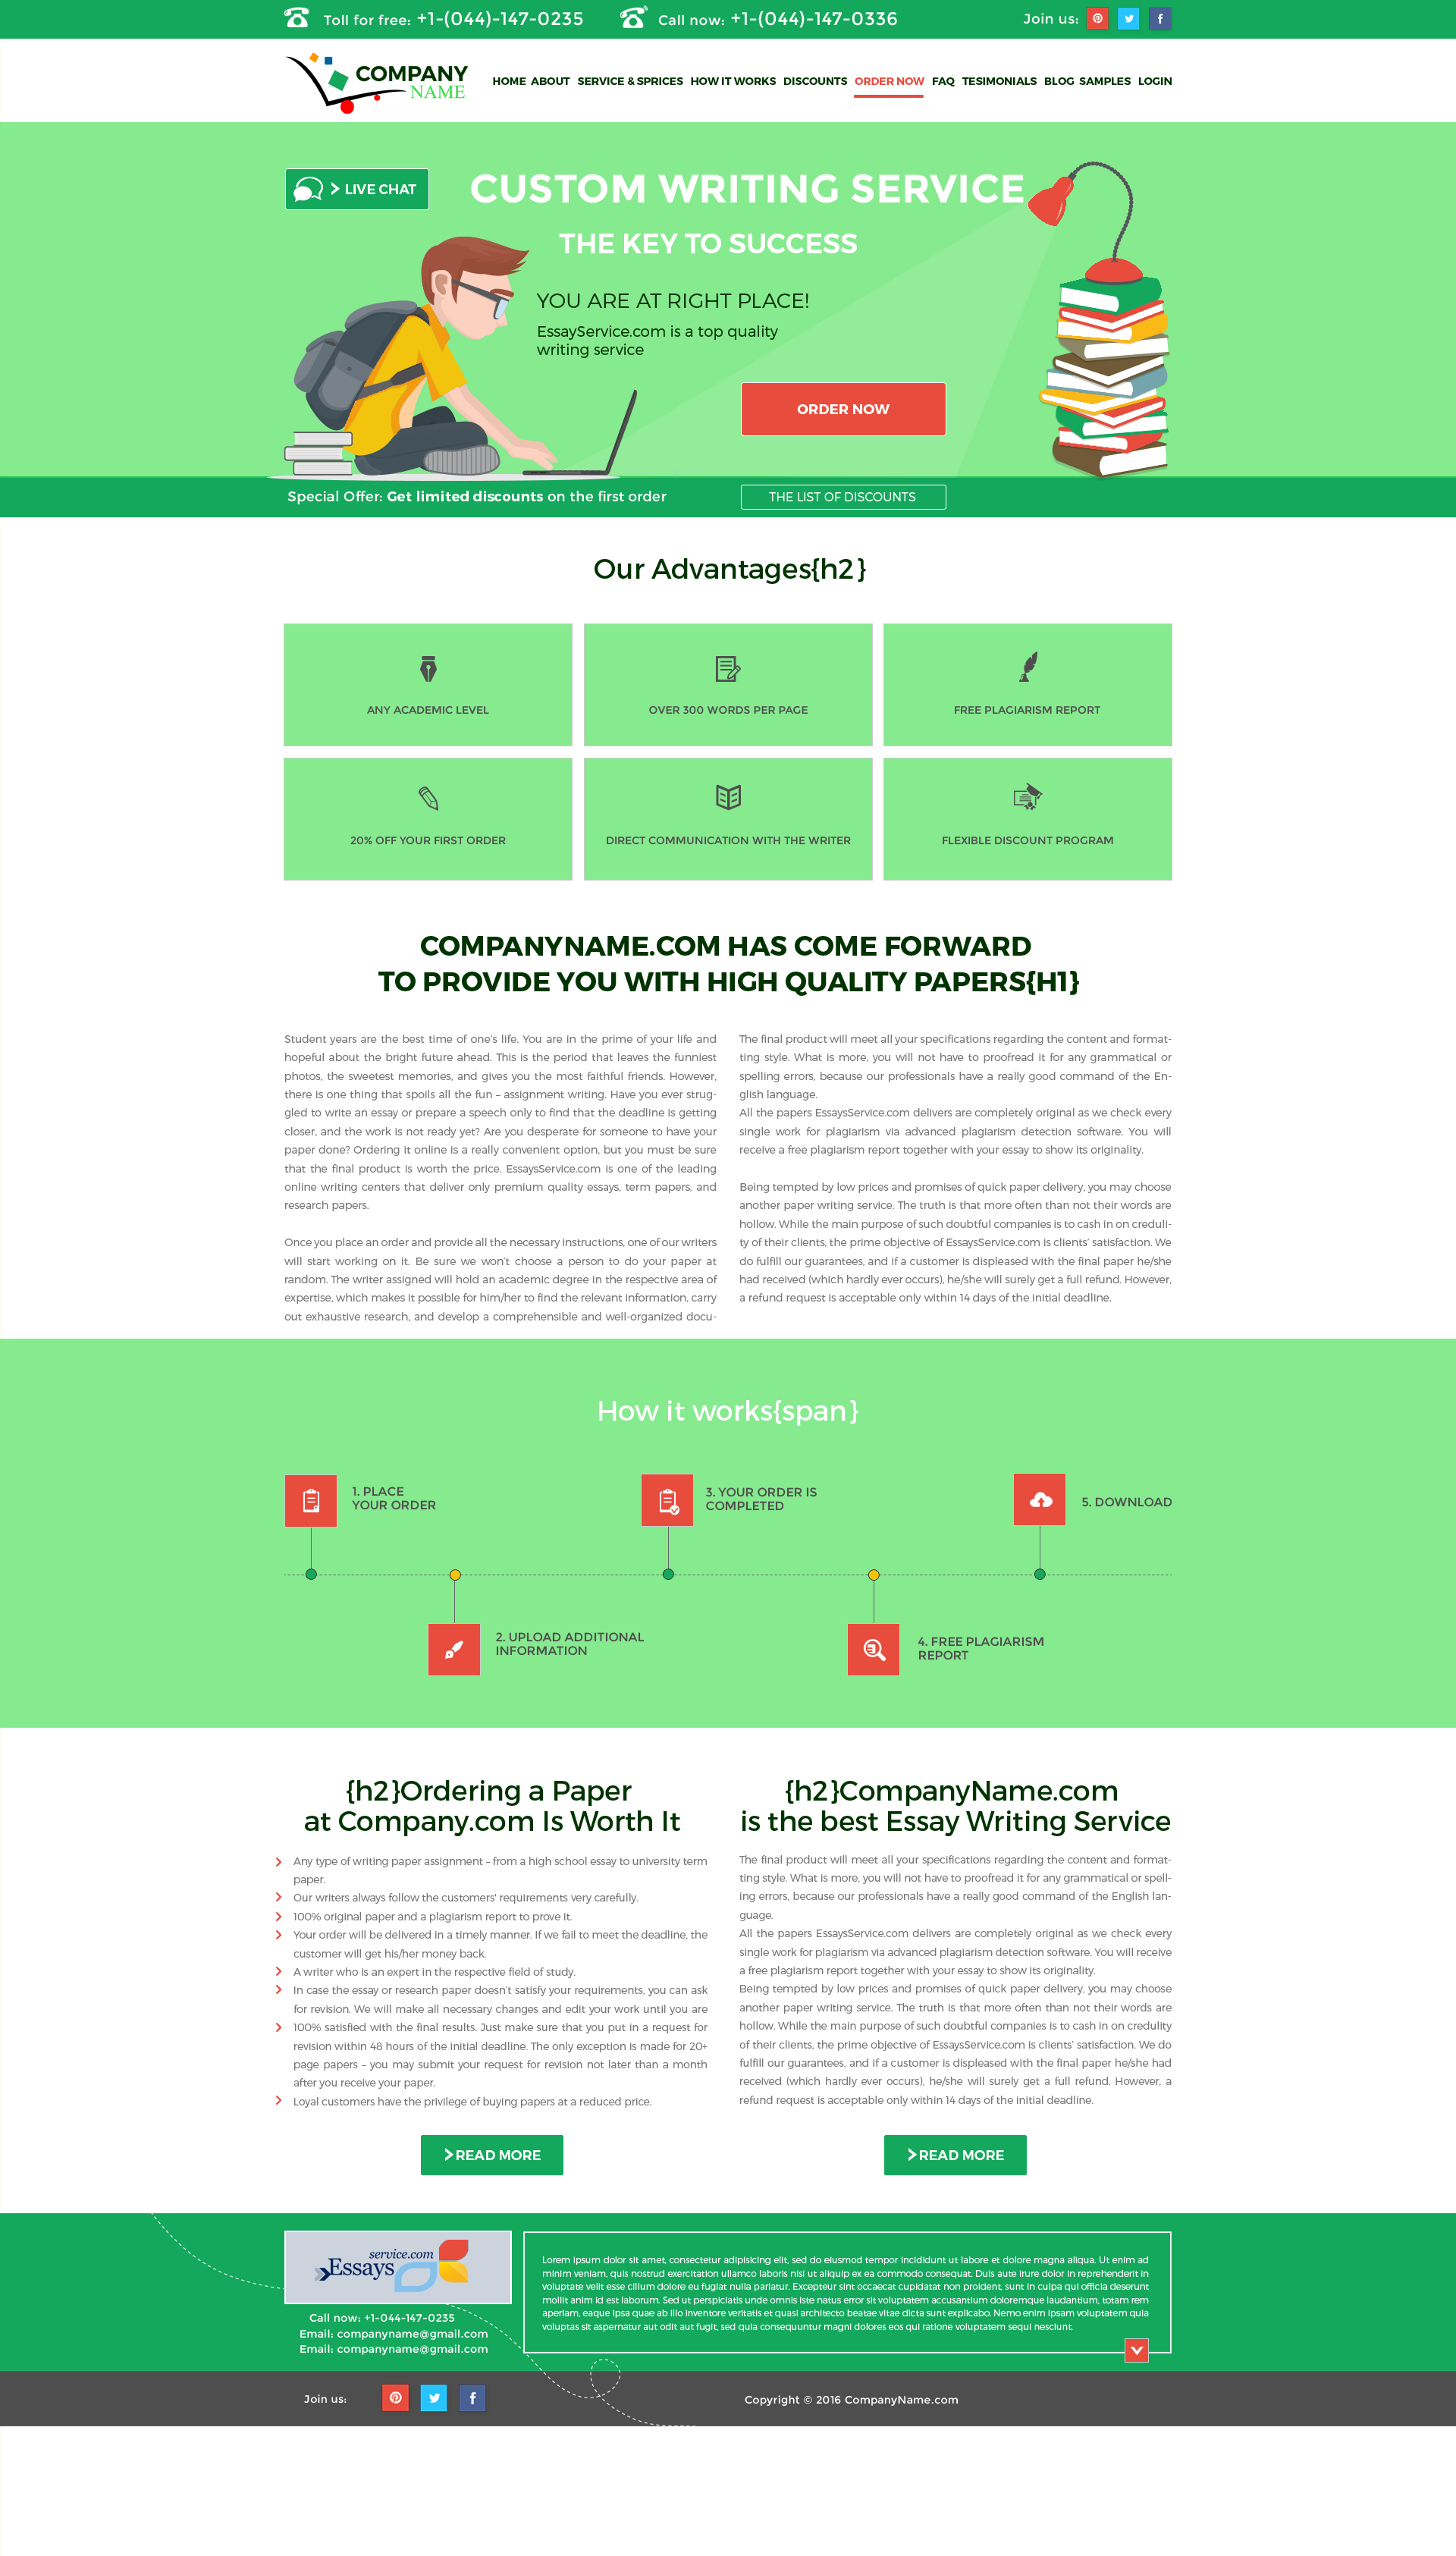 Toll for free: +1-(044)-147-0235
Call now: +1-(044)-147-0336
Join us:
COMPANY
NAME
HOME ABOUT SERVICE & SPRICES HOW IT WORKS DISCOUNTS ORDER NOW FAQ TESIMONIALS BLOG SAMPLES LOGIN
LIVE CHAT
CUSTOM WRITING SERVICE
THE KEY TO SUCCESS
YOU ARE AT RIGHT PLACE!
EssayService.com is a top quality
writing service
ORDER NOW
Special Offer: Get limited discounts on the first order
THE LIST OF DISCOUNTS
Our Advantages{h2}
ANY ACADEMIC LEVEL
OVER 300 WORDS PER PAGE
FREE PLAGIARISM REPORT
20% OFF YOUR FIRST ORDER
DIRECT COMMUNICATION WITH THE WRITER
FLEXIBLE DISCOUNT PROGRAM
COMPANYNAME.COM HAS COME FORWARD
TO PROVIDE YOU WITH HIGH QUALITY PAPERS{H1}
Student years are the best time of one's life. You are in the prime of your life and
hopeful about the bright future ahead. This is the period that leaves the funniest
photos, the sweetest memories, and gives you the most faithful friends. However,
there is one thing that spoils all the fun – assignment writing. Have you ever strug-
gled to write an essay or prepare a speech only to find that the deadline is getting
closer, and the work is not ready yet? Are you desperate for someone to have your
paper done? Ordering it online is a really convenient option, but you must be sure
that the final product is worth the price. EssaysService.com is one of the leading
online writing centers that deliver only premium quality essays, term papers, and
research papers.
Once you place an order and provide all the necessary instructions, one of our writers
will start working on it. Be sure we won't choose a person to do your paper at
random. The writer assigned will hold an academic degree in the respective area of
expertise, which makes it possible for him/her to find the relevant information, carry
out exhaustive research, and develop a comprehensible and well-organized docu-
The final product will meet all your specifications regarding the content and format-
ting style. What is more, you will not have to proofread it for any grammatical or
spelling errors, because our professionals have a really good command of the En-
glish language.
All the papers EssaysService.com delivers are completely original as we check every
single work for plagiarism via advanced plagiarism detection software. You will
receive a free plagiarism report together with your essay to show its originality.
Being tempted by low prices and promises of quick paper delivery, you may choose
another paper writing service. The truth is that more often than not their words are
hollow. While the main purpose of such doubtful companies is to cash in on creduli-
ty of their clients, the prime objective of EssaysService.com is clients' satisfaction. We
do fulfill our guarantees, and if a customer is displeased with the final paper he/she
had received (which hardly ever occurs), he/she will surely get a full refund. However,
a refund request is acceptable only within 14 days of the initial deadline.
How it works{span}
1. PLACE
YOUR ORDER
3. YOUR ORDER IS
COMPLETED
5. DOWNLOAD
2. UPLOAD ADDITIONAL
INFORMATION
4. FREE PLAGIARISM
REPORT
{h2}Ordering a Paper
at Company.com Is Worth It
Any type of writing paper assignment – from a high school essay to university term
paper.
Our writers always follow the customers' requirements very carefully.
100% original paper and a plagiarism report to prove it.
Your order will be delivered in a timely manner. If we fail to meet the deadline, the
customer will get his/her money back.
A writer who is an expert in the respective field of study.
In case the essay or research paper doesn't satisfy your requirements, you can ask
for revision. We will make all necessary changes and edit your work until you are
100% satisfied with the final results. Just make sure that you put in a request for
revision within 48 hours of the initial deadline. The only exception is made for 20+
page papers – you may submit your request for revision not later than a month
after you receive your paper.
Loyal customers have the privilege of buying papers at a reduced price.
READ MORE
{h2}CompanyName.com
is the best Essay Writing Service
The final product will meet all your specifications regarding the content and format-
ting style. What is more, you will not have to proofread it for any grammatical or spell-
ing errors, because our professionals have a really good command of the English lan-
guage.
All the papers EssaysService.com delivers are completely original as we check every
single work for plagiarism via advanced plagiarism detection software. You will receive
a free plagiarism report together with your essay to show its originality.
Being tempted by low prices and promises of quick paper delivery, you may choose
another paper writing service. The truth is that more often than not their words are
hollow. While the main purpose of such doubtful companies is to cash in on credulity
of their clients, the prime objective of EssaysService.com is clients' satisfaction. We do
fulfill our guarantees, and if a customer is displeased with the final paper he/she had
received (which hardly ever occurs), he/she will surely get a full refund. However, a
refund request is acceptable only within 14 days of the initial deadline.
READ MORE
service.com
Essays
Call now: +1-044-147-0235
Email: companyname@gmail.com
Email: companyname@gmail.com
Lorem ipsum dolor sit amet, consectetur adipisicing elit, sed do eiusmod tempor incididunt ut labore et dolore magna aliqua. Ut enim ad
minim veniam, quis nostrud exercitation ullamco laboris nisi ut aliquip ex ea commodo consequat. Duis aute irure dolor in reprehenderit in
voluptate velit esse cillum dolore eu fugiat nulla pariatur. Excepteur sint occaecat cupidatat non proident, sunt in culpa qui officia deserunt
mollit anim id est laborum. Sed ut perspiciatis unde omnis iste natus error sit voluptatem accusantium doloremque laudantium, totam rem
aperiam, eaque ipsa quae ab illo inventore veritatis et quasi architecto beatae vitae dicta sunt explicabo. Nemo enim ipsam voluptatem quia
voluptas sit aspernatur aut odit aut fugit, sed quia consequuntur magni dolores eos qui ratione voluptatem sequi nesciunt.
Join us:
Copyright © 2016 CompanyName.com